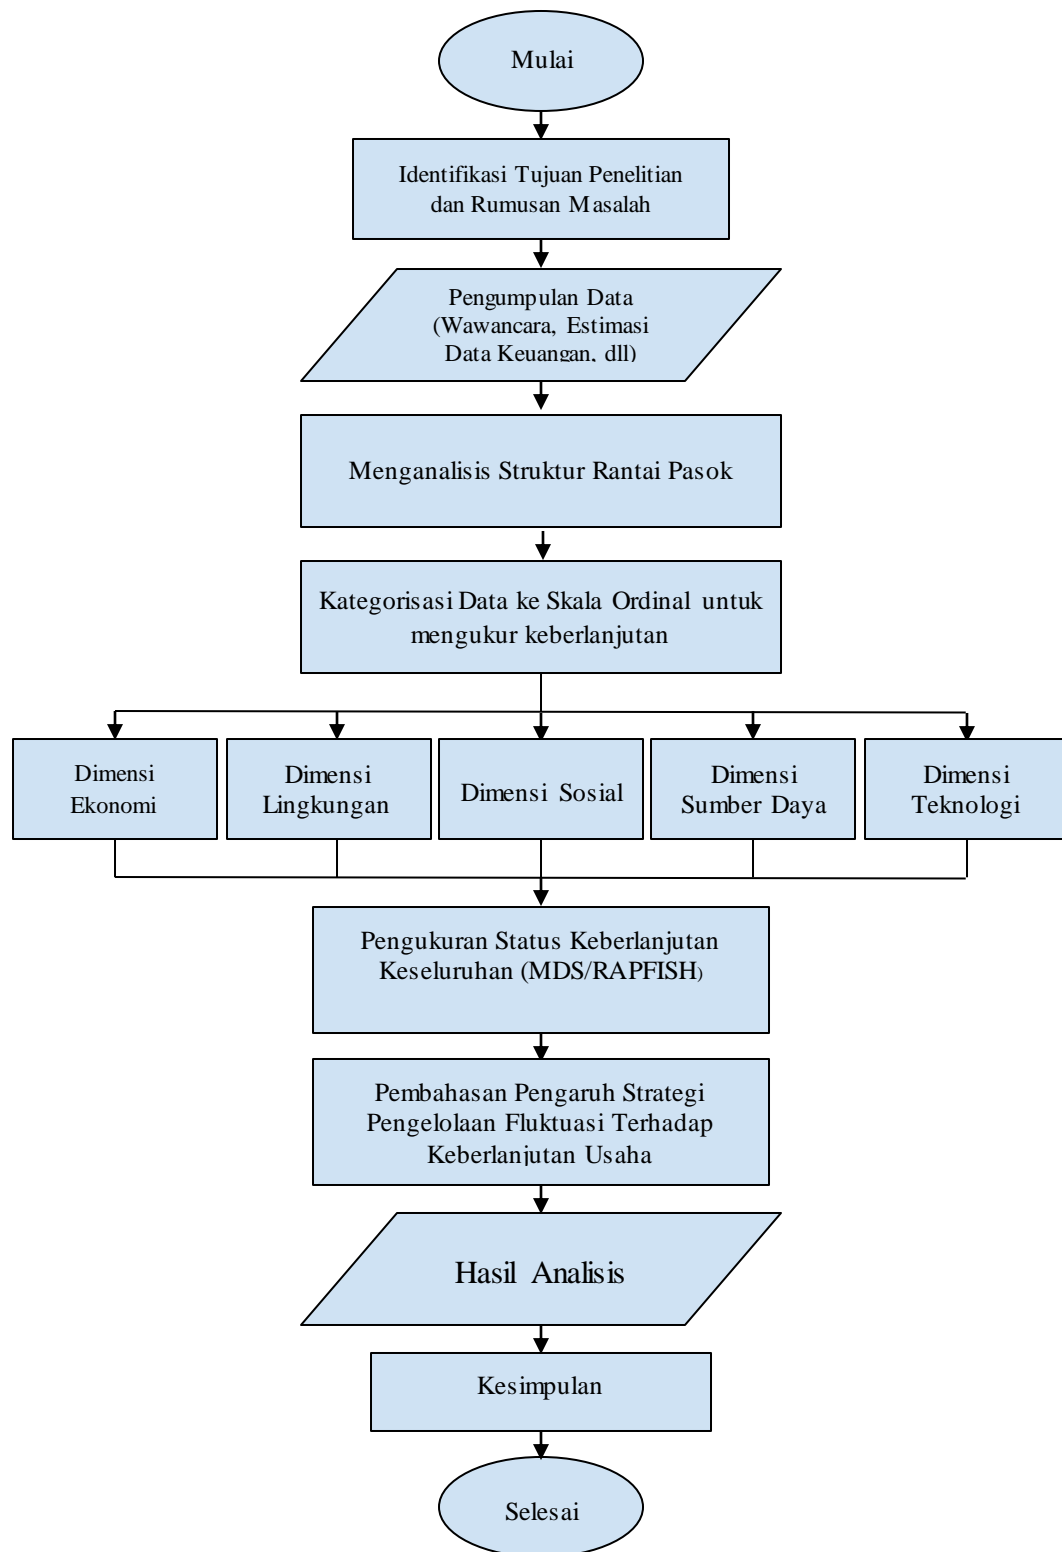 Mulai
Identifikasi Tujuan Penelitian
dan Rumusan Masalah
Pengumpulan Data
(Wawancara, Estimasi
Data Keuangan, dll)
Menganalisis Struktur Rantai Pasok
Kategorisasi Data ke Skala Ordinal untuk
mengukur keberlanjutan
Dimensi
Ekonomi
Dimensi
Lingkungan
Dimensi Sosial
Dimensi
Sumber Daya
Dimensi
Teknologi
Pengukuran Status Keberlanjutan
Keseluruhan (MDS/RAPFISH)
Pembahasan Pengaruh Strategi
Pengelolaan Fluktuasi Terhadap
Keberlanjutan Usaha
Hasil Analisis
Kesimpulan
Selesai